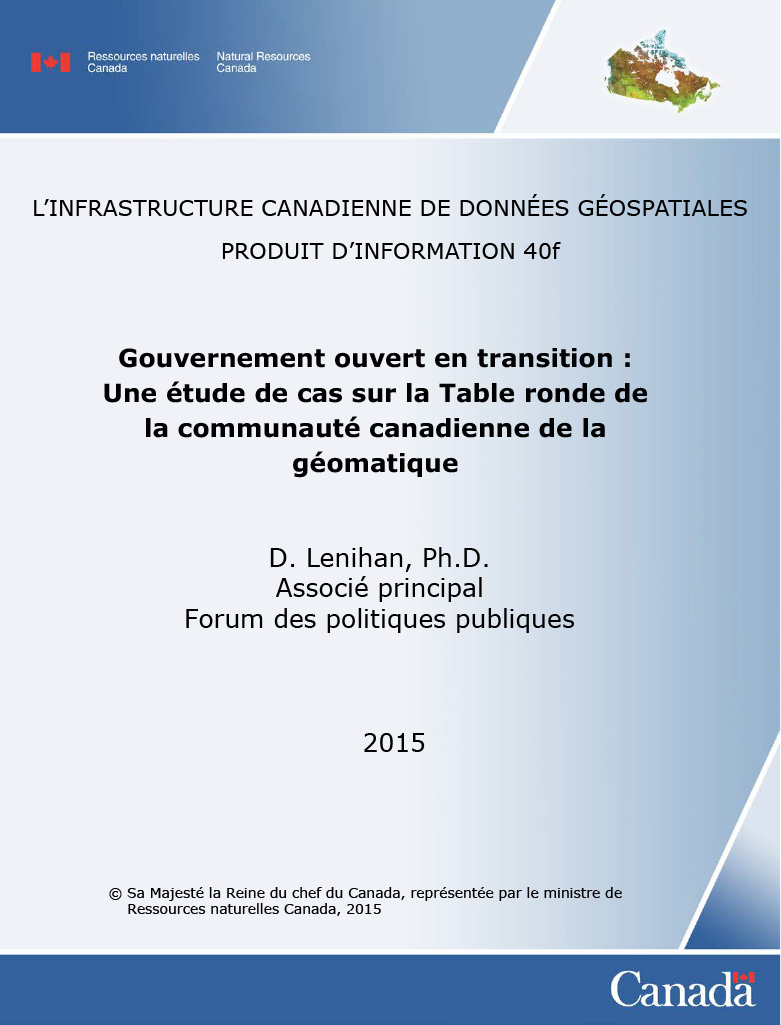 Ressources naturelles Canada
Natural Resources Canada
L'INFRASTRUCTURE CANADIENNE DE DONNÉES GÉOSPATIALES
PRODUIT D'INFORMATION 40f
Gouvernement ouvert en transition :
Une étude de cas sur la Table ronde de
la communauté canadienne de la
géomatique
D. Lenihan, Ph.D.
Associé principal
Forum des politiques publiques
2015
© Sa Majesté la Reine du chef du Canada, représentée par le ministre de
Ressources naturelles Canada, 2015
Canada